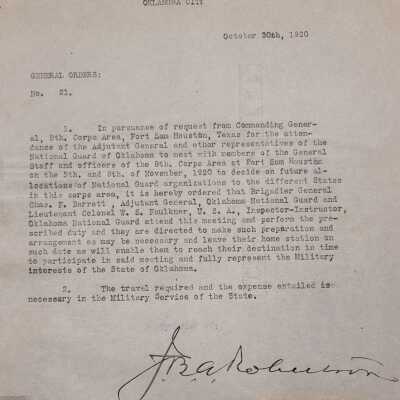 OKLAHOMA CITY
October 30th, 1920
GENERAL ORDERS:
No. 21.
1. In pursuance of request from Commanding Gener-
al, 8th. Corps Area, Fort Sam Houston, Texas for the atten-
dance of the Adjutant General and other representatives of the
National Guard of Oklahoma to meet with members of the General
Staff and officers of the 8th. Corps Area at Fort Sam Houston
on the 5th, and 6th. of November, 1920 to decide on future al-
locations of National Guard organizations to the different States
in this corps area, it is hereby ordered that Brigadier General
Chas. F. Barrett, Adjutant General, Oklahoma National Guard and
Lieutenant Colonel W. S. Faulkner, U. S. A., Inspector-Instructor,
Oklahoma National Guard attend this meeting and perform the pre-
scribed duty and they are directed to make such preparation and
arrangement as may be necessary and leave their home station on
such date as will enable them to reach their destination in time
to participate in said meeting and fully represent the Military
interests of the State of Oklahoma.
2. The travel required and the expense entailed is
necessary in the Military Service of the State.
J.B.A. Robertson